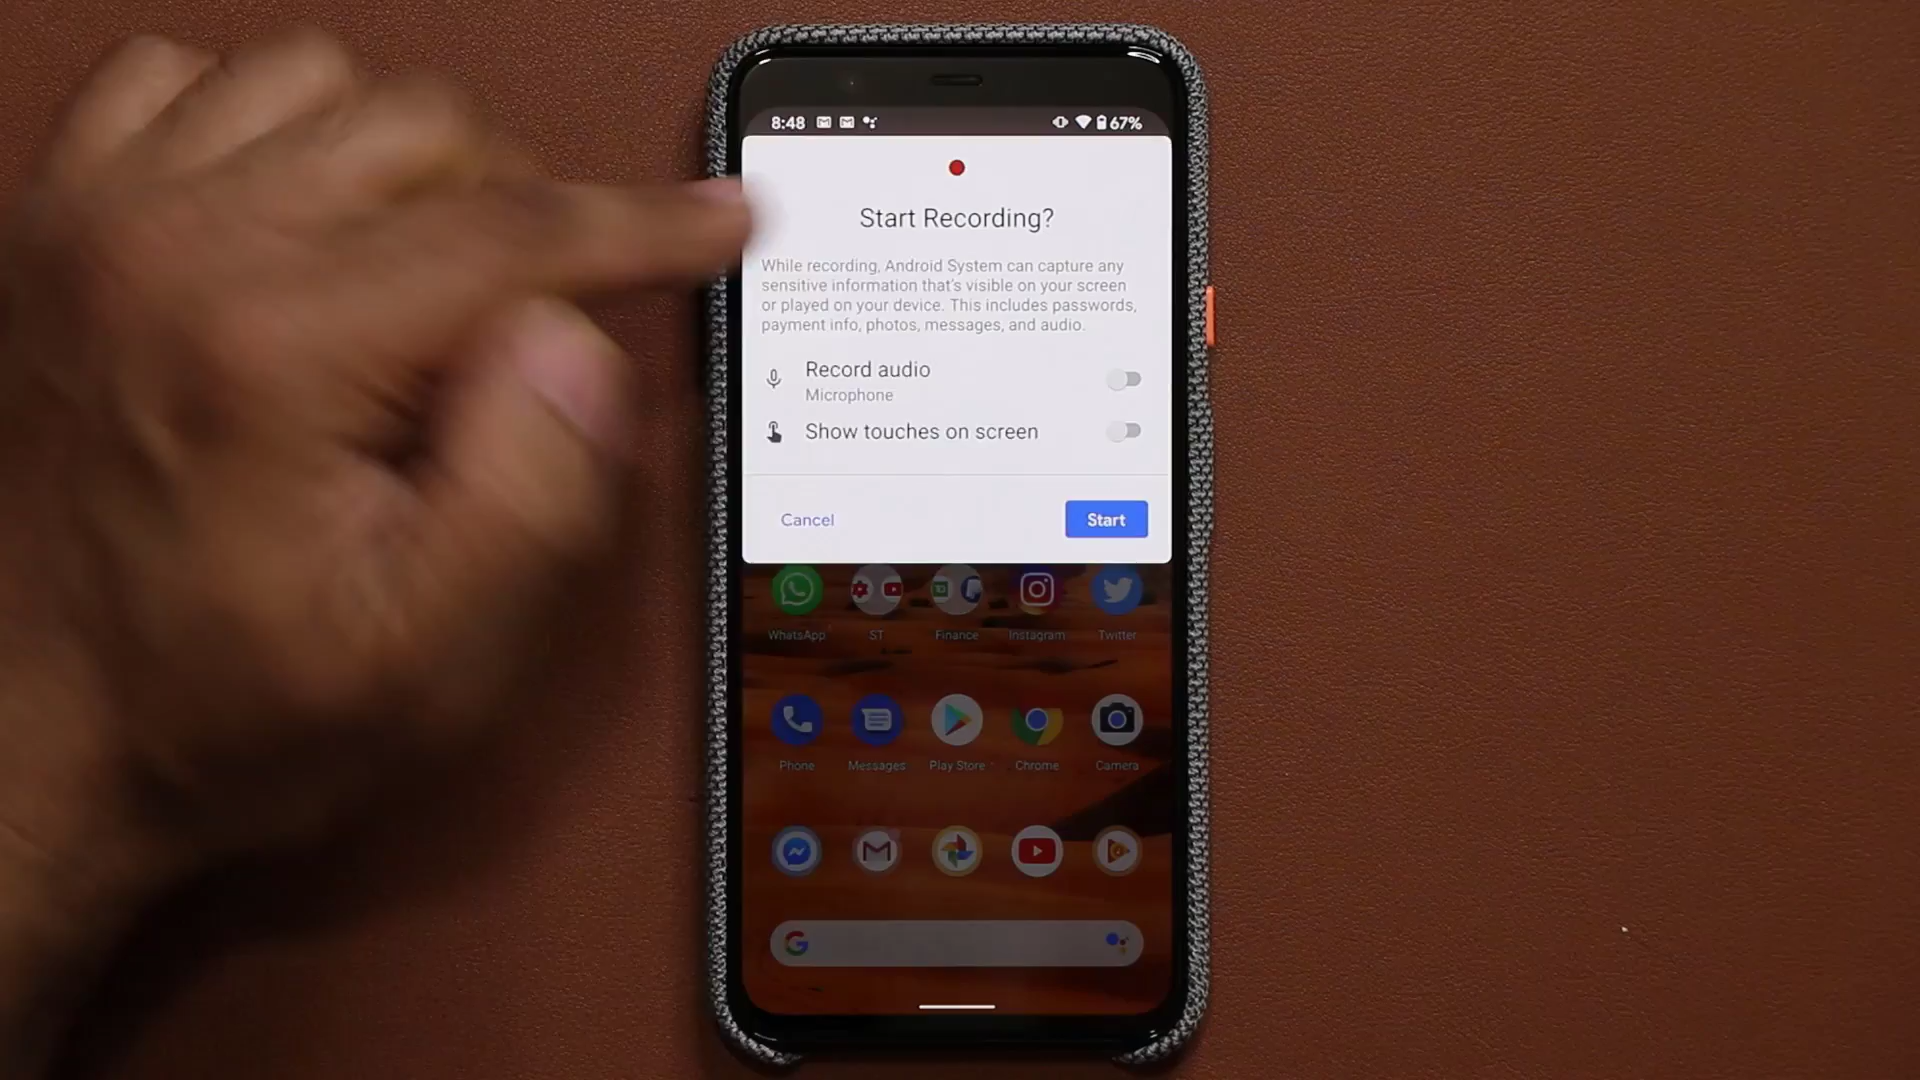 8:48 67%
Start Recording?
While recording, Android System can capture any
sensitive information that's visible on your screen
or played on your device. This includes passwords,
payment info, photos, messages, and audio.
Record audio
Microphone
Show touches on screen
Cancel Start
WhatsApp ST Finance Instagram Twitter
Phone Messages Play Store Chrome Camera